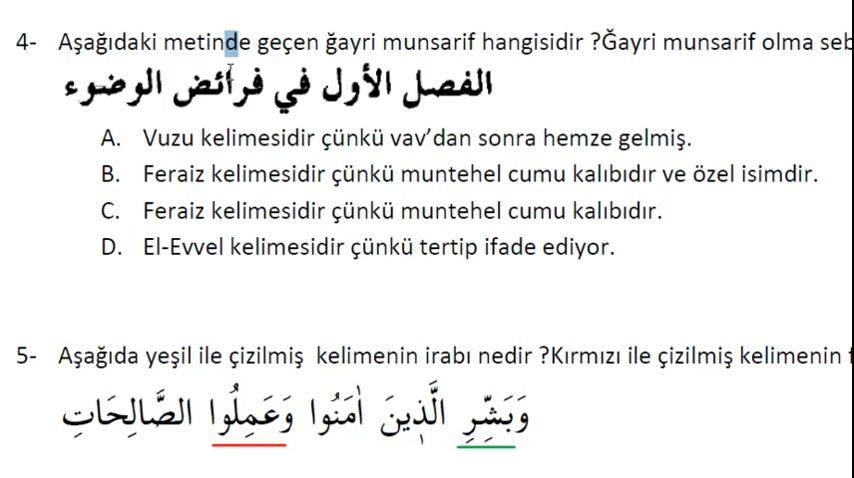 4- Aşağıdaki metinde geçen ğayri munsarif hangisidir ?Ğayri munsarif olma seb
الفصل الأول في فرائض الوضوء
A. Vuzu kelimesidir çünkü vav’dan sonra hemze gelmiş.
B. Feraiz kelimesidir çünkü muntehel cumu kalıbıdır ve özel isimdir.
C. Feraiz kelimesidir çünkü muntehel cumu kalıbıdır.
D. El-Evvel kelimesidir çünkü tertip ifade ediyor.
5- Aşağıda yeşil ile çizilmiş kelimenin irabı nedir ?Kırmızı ile çizilmiş kelimenin
وَبَشِّرِ الَّذ۪ينَ اٰمَنُوا وَعَمِلُوا الصَّالِحَاتِ